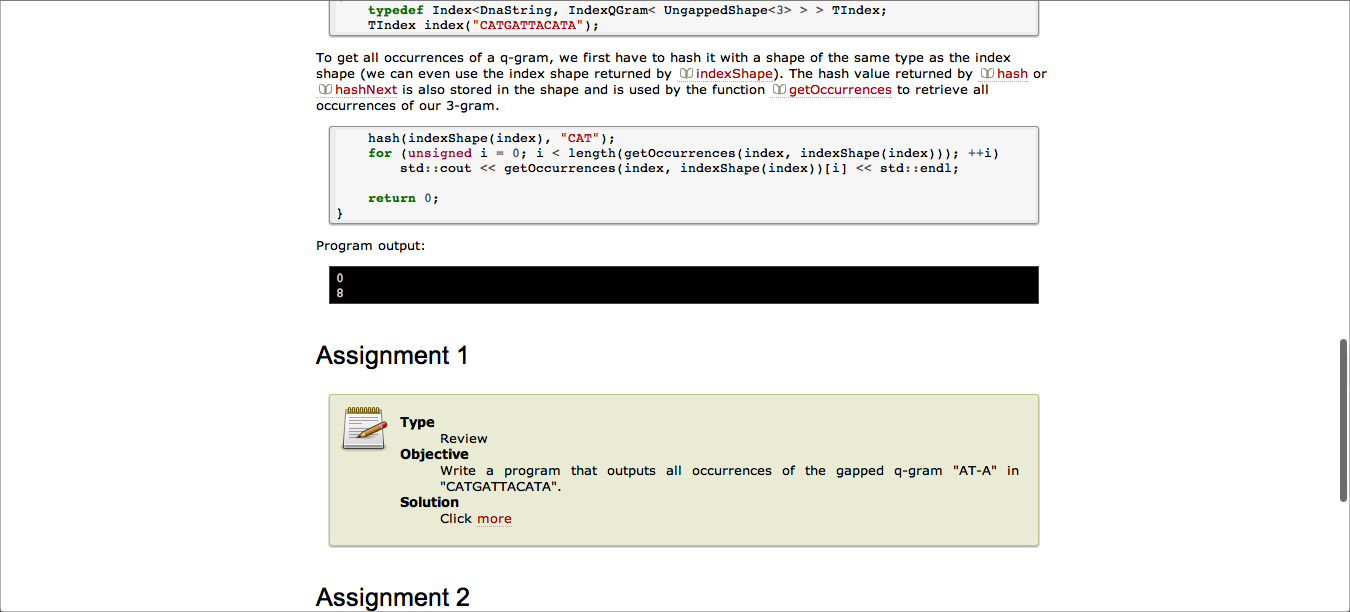 typedef Index<DnaString, IndexQGram< UngappedShape<3> > > TIndex;
TIndex index("CATGATTACATA");
To get all occurrences of a q-gram, we first have to hash it with a shape of the same type as the index
shape (we can even use the index shape returned by indexShape). The hash value returned by hash or
hashNext is also stored in the shape and is used by the function getOccurrences to retrieve all
occurrences of our 3-gram.
hash(indexShape(index), "CAT");
for (unsigned i = 0; i < length(getOccurrences(index, indexShape(index))); ++i)
std::cout << getOccurrences(index, indexShape(index))[i] << std::endl;
return 0;
}
Program output:
0
8
Assignment 1
Type
Review
Objective
Write a program that outputs all occurrences of the gapped q-gram "AT-A" in
"CATGATTACATA".
Solution
Click more
Assignment 2